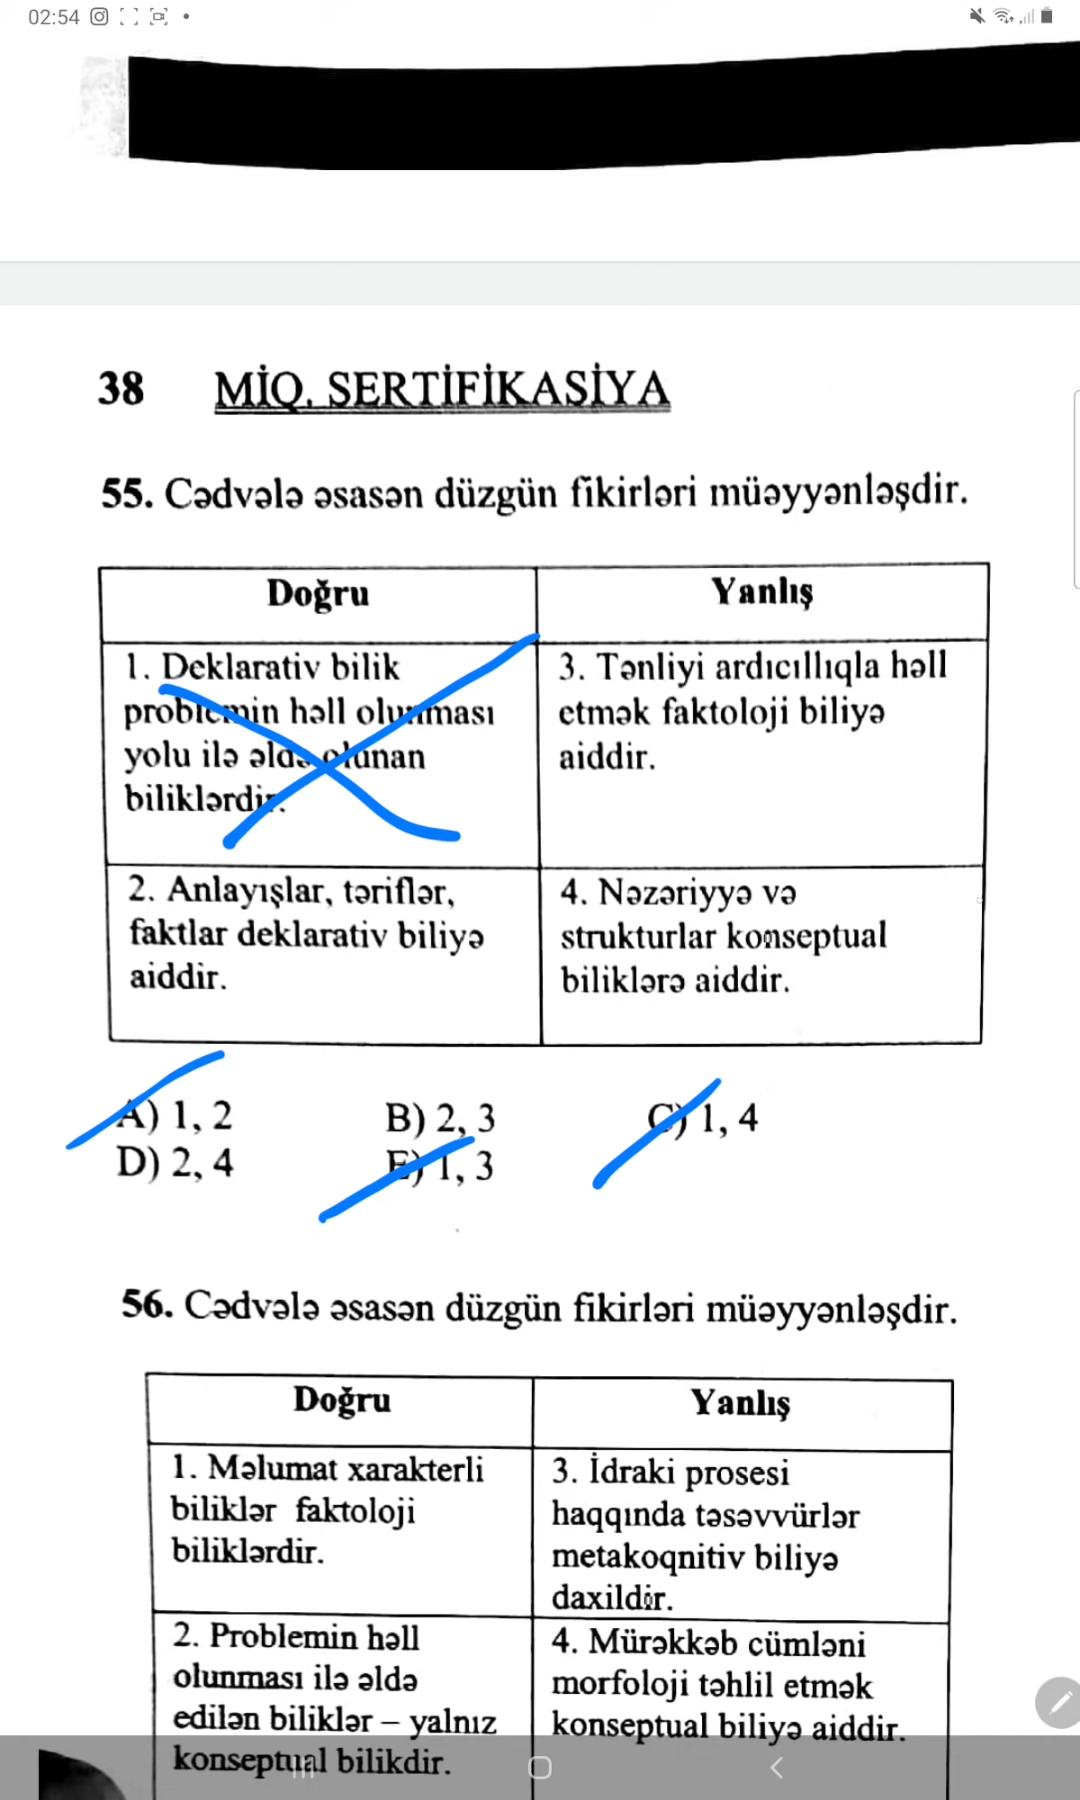 02:54
38 MİQ. SERTİFİKASİYA
55. Cədvələ əsasən düzgün fikirləri müəyyənləşdir.
Doğru
Yanlış
1. Deklarativ bilik
problemin həll olunması
yolu ilə əldə olunan
biliklərdir.
3. Tənliyi ardıcıllıqla həll
etmək faktoloji biliyə
aiddir.
2. Anlayışlar, təriflər,
faktlar deklarativ biliyə
aiddir.
4. Nəzəriyyə və
strukturlar konseptual
biliklərə aiddir.
A) 1, 2 B) 2, 3 C) 1, 4
D) 2, 4 E) 1, 3
56. Cədvələ əsasən düzgün fikirləri müəyyənləşdir.
Doğru
Yanlış
1. Məlumat xarakterli
biliklər faktoloji
biliklərdir.
3. İdraki prosesi
haqqında təsəvvürlər
metakoqnitiv biliyə
daxildir.
2. Problemin həll
olunması ilə əldə
edilən biliklər – yalnız
konseptual bilikdir.
4. Mürəkkəb cümləni
morfoloji təhlil etmək
konseptual biliyə aiddir.